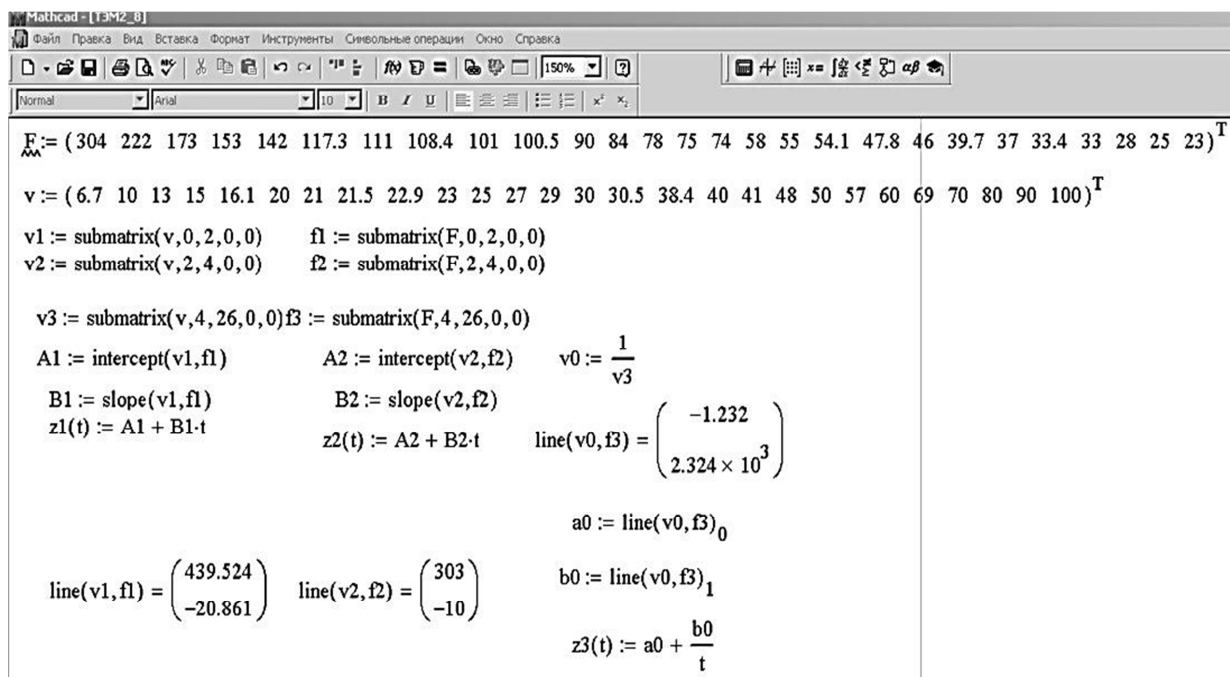 Mathcad - [ТЭМ2_8]
Файл Правка Вид Вставка Формат Инструменты Символьные операции Окно Справка
150%
Normal Arial 10 B I U
F := (304 222 173 153 142 117.3 111 108.4 101 100.5 90 84 78 75 74 58 55 54.1 47.8 46 39.7 37 33.4 33 28 25 23)^T
v := (6.7 10 13 15 16.1 20 21 21.5 22.9 23 25 27 29 30 30.5 38.4 40 41 48 50 57 60 69 70 80 90 100)^T
v1 := submatrix(v,0,2,0,0) f1 := submatrix(F,0,2,0,0)
v2 := submatrix(v,2,4,0,0) f2 := submatrix(F,2,4,0,0)
v3 := submatrix(v,4,26,0,0)f3 := submatrix(F,4,26,0,0)
A1 := intercept(v1,f1) A2 := intercept(v2,f2) v0 := 1/v3
B1 := slope(v1,f1) B2 := slope(v2,f2)
z1(t) := A1 + B1·t z2(t) := A2 + B2·t line(v0,f3) = (-1.232 2.324 × 10^3)
a0 := line(v0,f3)_0
line(v1,f1) = (439.524 -20.861) line(v2,f2) = (303 -10) b0 := line(v0,f3)_1
z3(t) := a0 + b0/t